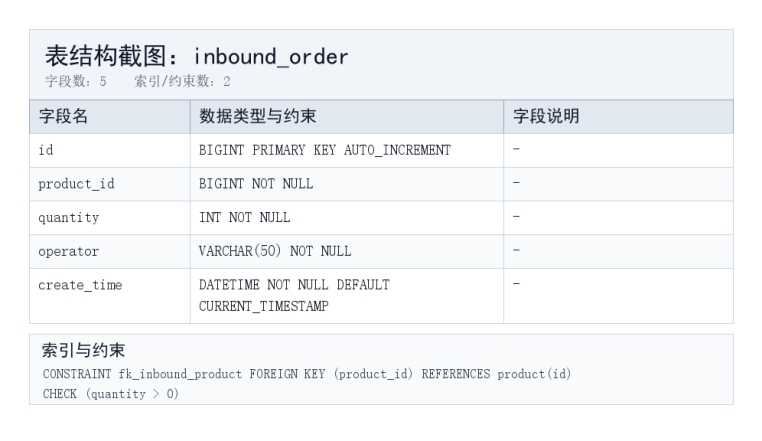 表结构截图：inbound_order
字段数：5 索引/约束数：2
字段名 数据类型与约束 字段说明
id BIGINT PRIMARY KEY AUTO_INCREMENT -
product_id BIGINT NOT NULL -
quantity INT NOT NULL -
operator VARCHAR(50) NOT NULL -
create_time DATETIME NOT NULL DEFAULT -
CURRENT_TIMESTAMP
索引与约束
CONSTRAINT fk_inbound_product FOREIGN KEY (product_id) REFERENCES product(id)
CHECK (quantity > 0)